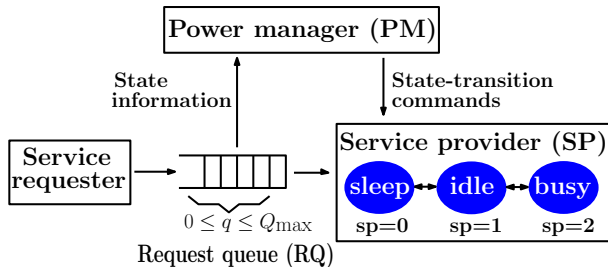 Power manager (PM)
State
information
State-transition
commands
Service
requester
Service provider (SP)
sleep idle busy
sp=0 sp=1 sp=2
0 ≤ q ≤ Qmax
Request queue (RQ)